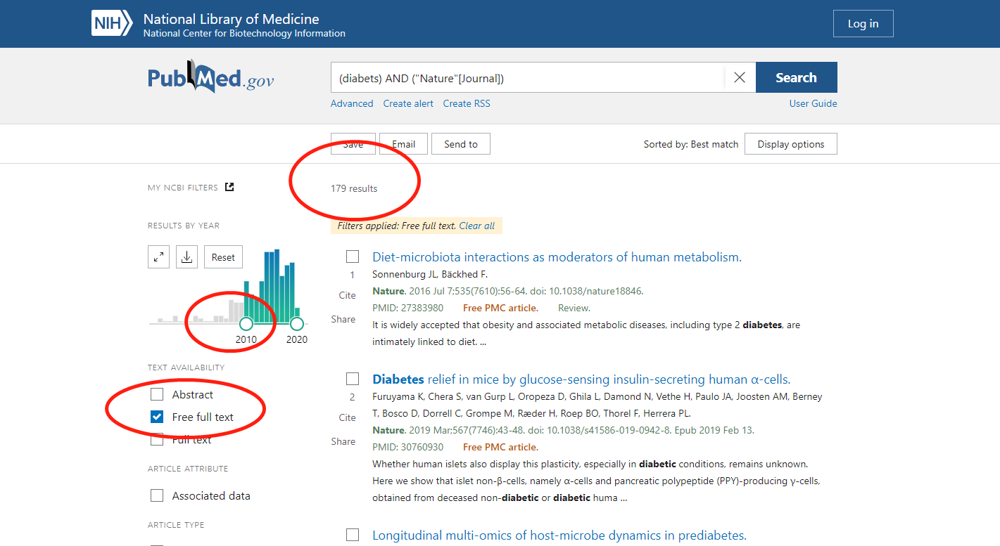 NIH National Library of Medicine
National Center for Biotechnology Information
Log in
PubMed.gov
(diabets) AND ("Nature"[Journal])
Search
Advanced Create alert Create RSS User Guide
Save Email Send to Sorted by: Best match Display options
MY NCBI FILTERS
179 results
RESULTS BY YEAR
Filters applied: Free full text. Clear all
Reset
2010 2020
TEXT AVAILABILITY
Abstract
Free full text
Full text
ARTICLE ATTRIBUTE
Associated data
ARTICLE TYPE
Diet-microbiota interactions as moderators of human metabolism.
1
Cite
Share
Sonnenburg JL, Bäckhed F.
Nature. 2016 Jul 7;535(7610):56-64. doi: 10.1038/nature18846.
PMID: 27383980 Free PMC article. Review.
It is widely accepted that obesity and associated metabolic diseases, including type 2 diabetes, are
intimately linked to diet. ...
Diabetes relief in mice by glucose-sensing insulin-secreting human α-cells.
2
Cite
Share
Furuyama K, Chera S, van Gurp L, Oropeza D, Ghila L, Damond N, Vethe H, Paulo JA, Joosten AM, Berney
T, Bosco D, Dorrell C, Grompe M, Ræder H, Roep BO, Thorel F, Herrera PL.
Nature. 2019 Mar;567(7746):43-48. doi: 10.1038/s41586-019-0942-8. Epub 2019 Feb 13.
PMID: 30760930 Free PMC article.
Whether human islets also display this plasticity, especially in diabetic conditions, remains unknown.
Here we show that islet non-β-cells, namely α-cells and pancreatic polypeptide (PPY)-producing γ-cells,
obtained from deceased non-diabetic or diabetic huma ...
Longitudinal multi-omics of host-microbe dynamics in prediabetes.